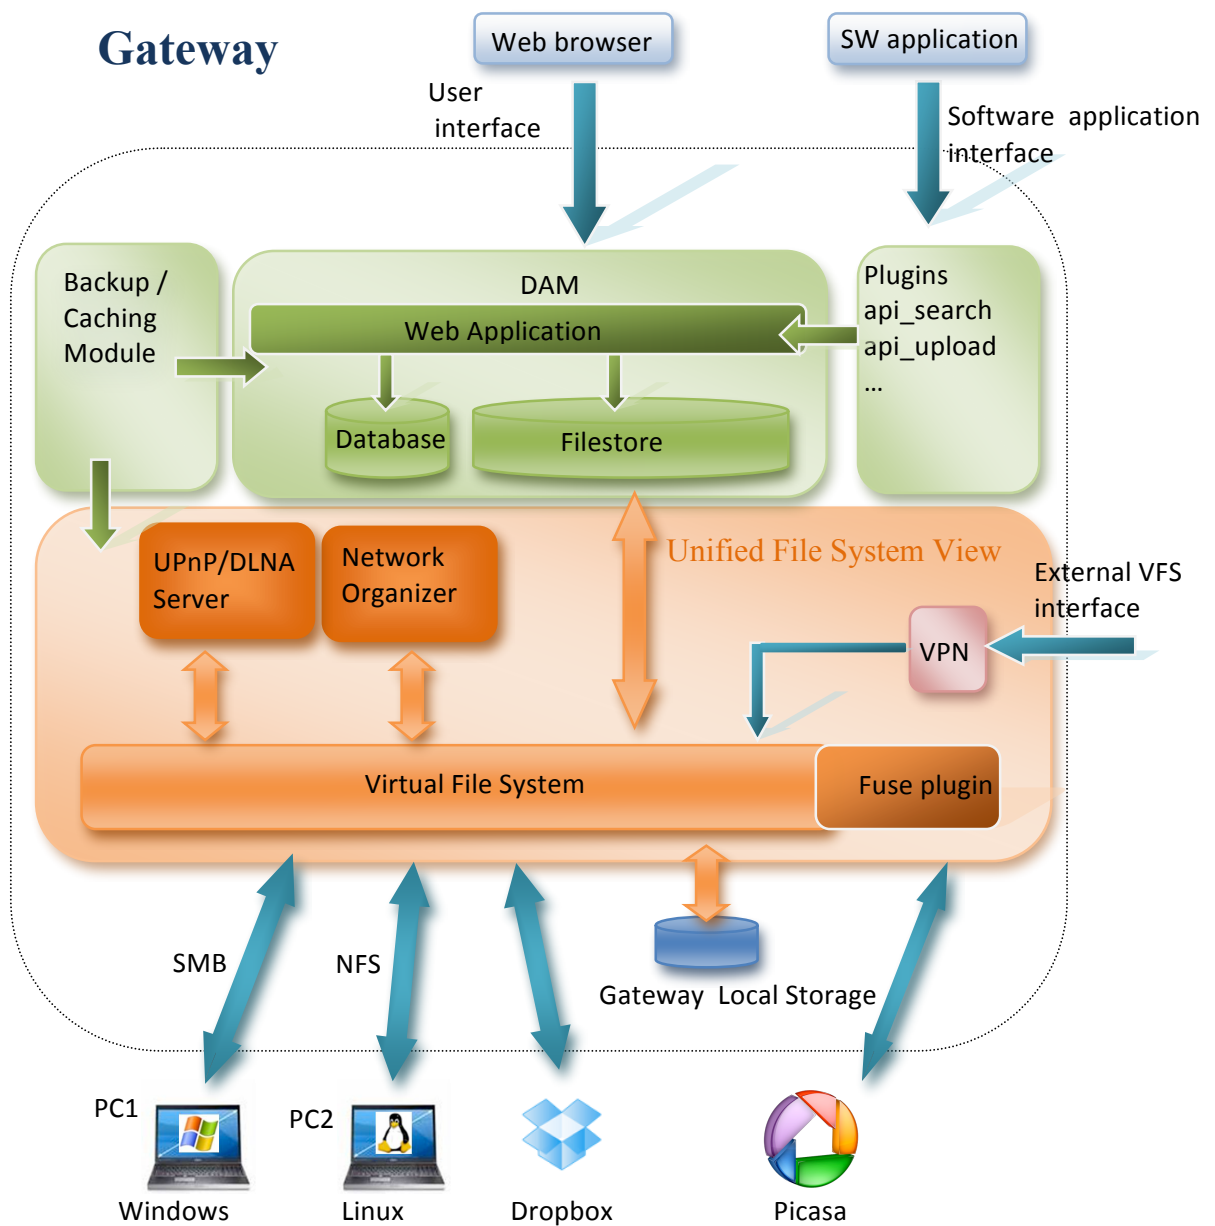 Gateway
Web browser
SW application
User
interface
Software application
interface
Backup /
Caching
Module
DAM
Web Application
Plugins
api_search
api_upload
...
Database
Filestore
UPnP/DLNA
Server
Network
Organizer
Unified File System View
External VFS
interface
VPN
Virtual File System
Fuse plugin
SMB
NFS
Gateway Local Storage
PC1
PC2
Windows
Linux
Dropbox
Picasa